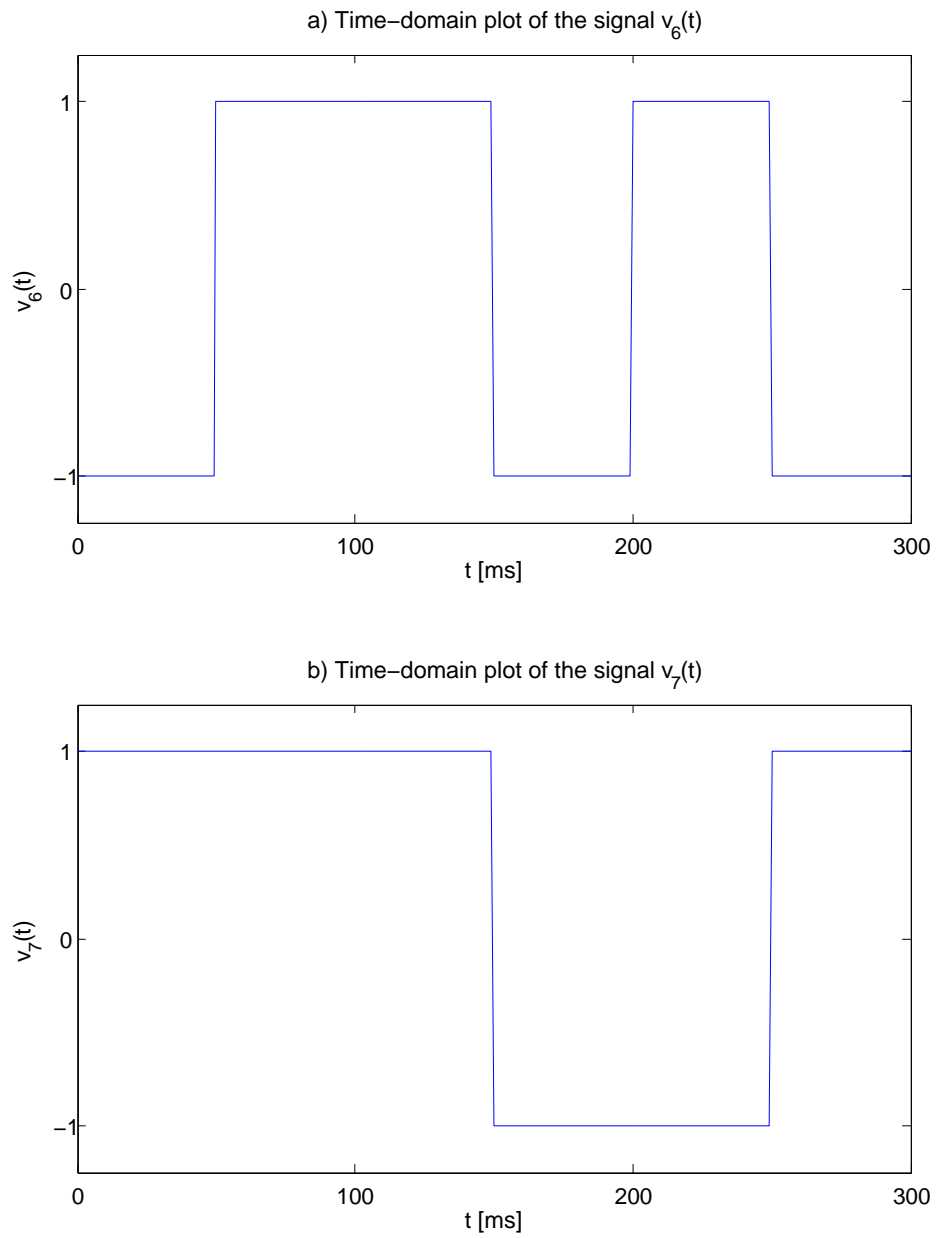 a) Time−domain plot of the signal v6(t)
1
0
−1
v6(t)
0 100 200 300
t [ms]
b) Time−domain plot of the signal v7(t)
1
0
−1
v7(t)
0 100 200 300
t [ms]